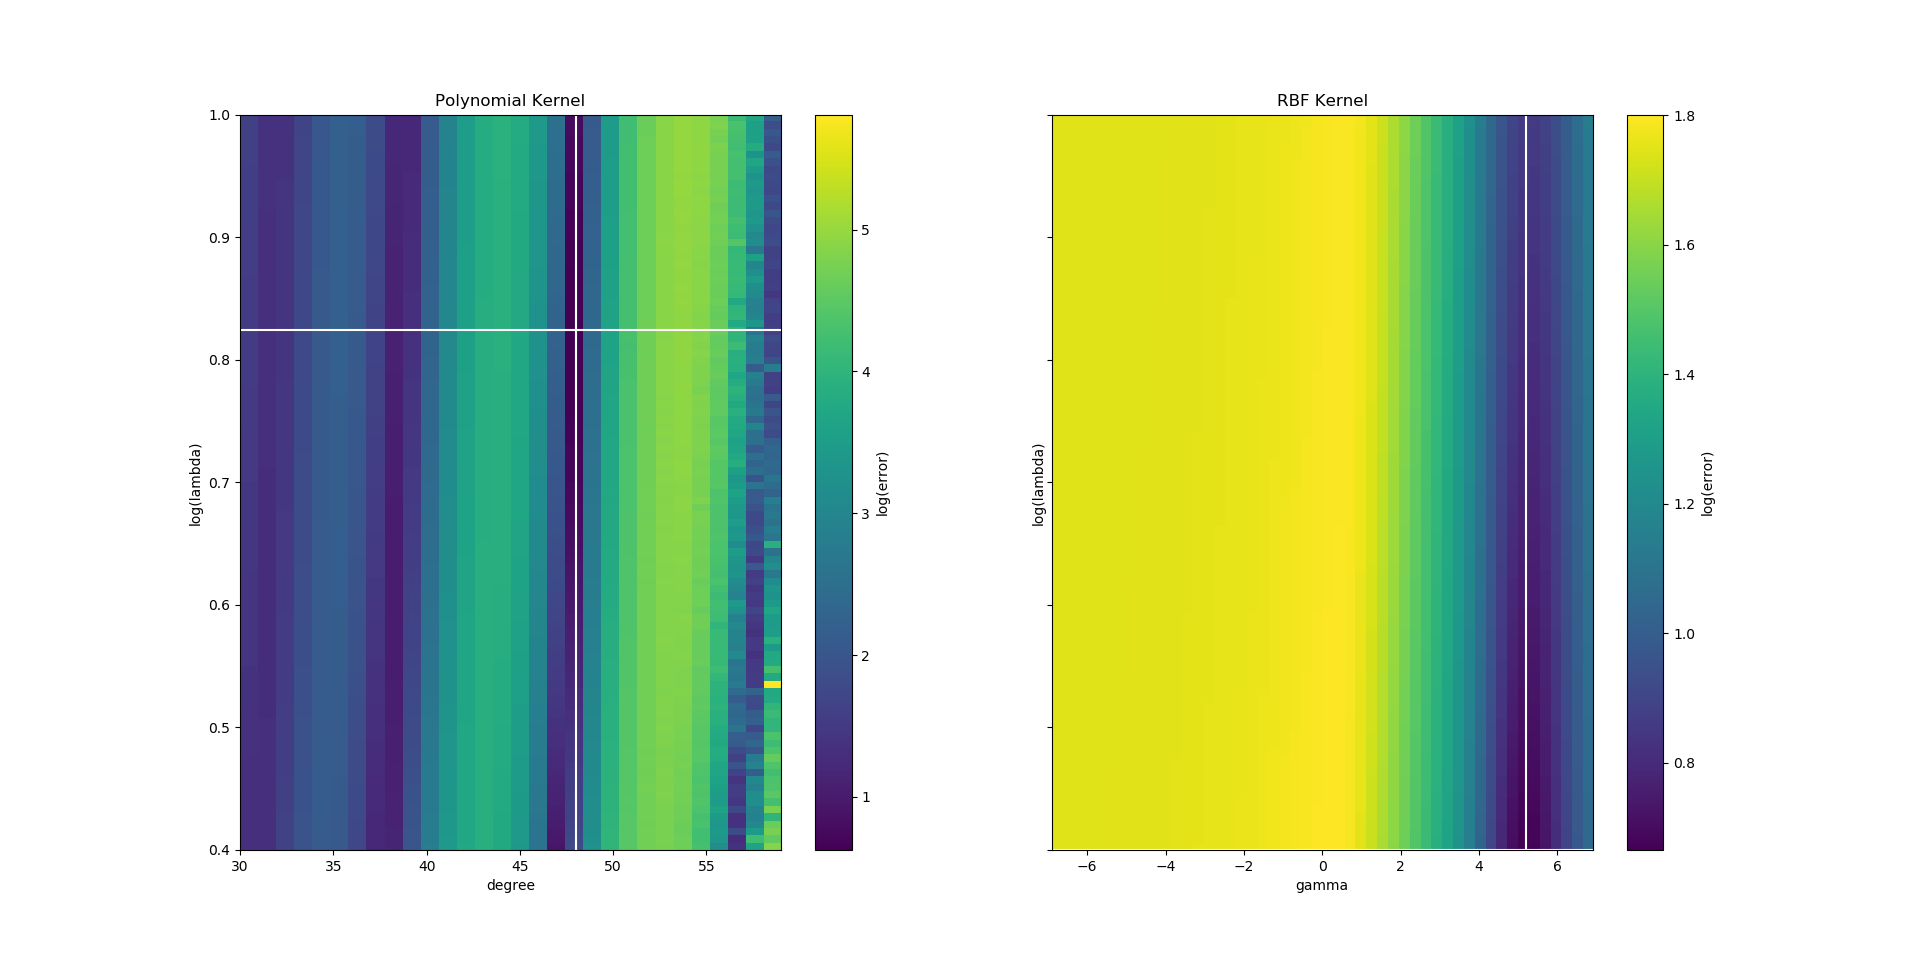 Polynomial Kernel
1.0
0.9
0.8
0.7
0.6
0.5
0.4
log(lambda)
30 35 40 45 50 55
degree
5
4
3
2
1
log(error)
RBF Kernel
log(lambda)
−6 −4 −2 0 2 4 6
gamma
1.8
1.6
1.4
1.2
1.0
0.8
log(error)